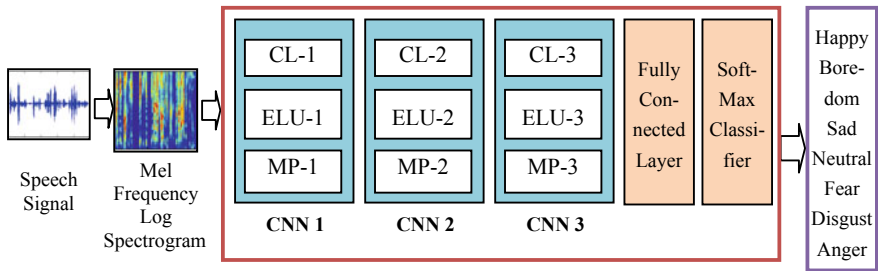 Speech
Signal
Mel
Frequency
Log
Spectrogram
CL-1
ELU-1
MP-1
CNN 1
CL-2
ELU-2
MP-2
CNN 2
CL-3
ELU-3
MP-3
CNN 3
Fully
Con-
nected
Layer
Soft-
Max
Classi-
fier
Happy
Bore-
dom
Sad
Neutral
Fear
Disgust
Anger